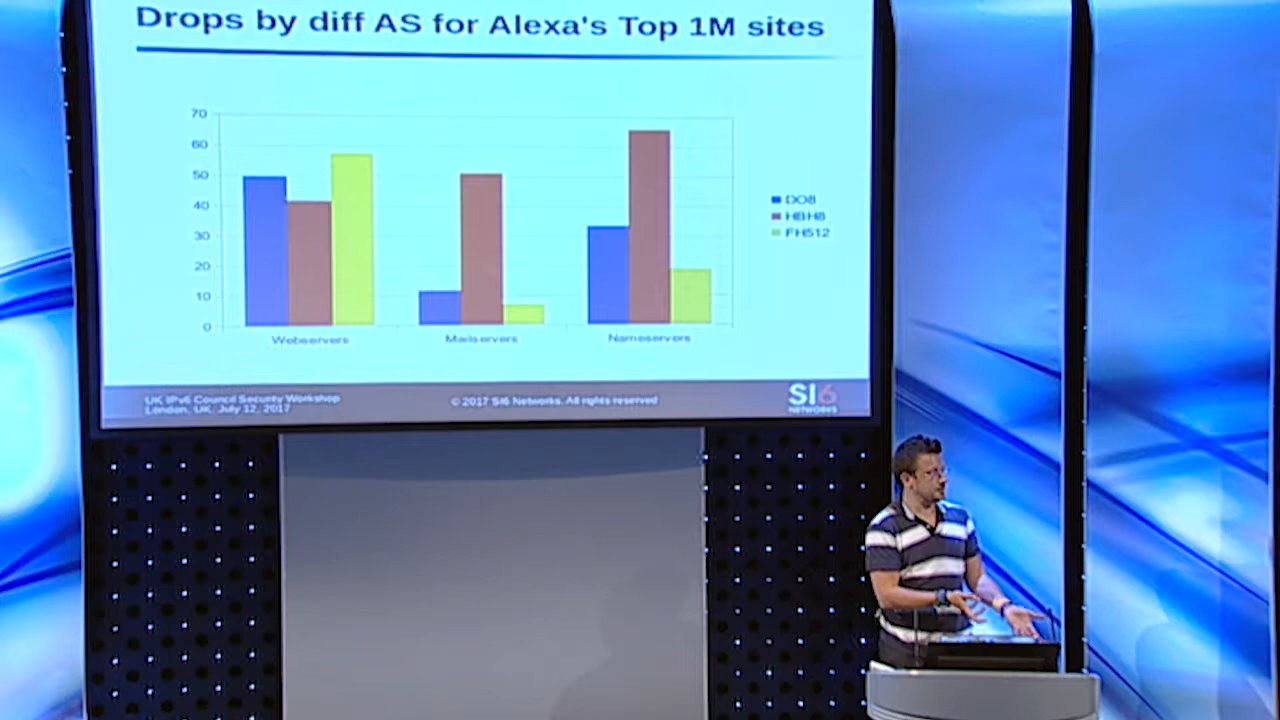 Drops by diff AS for Alexa's Top 1M sites
70
60
50
40
30
20
10
0
Webservers
Mailservers
Nameservers
DO8
HBH8
FH512
UK IPv6 Council Security Workshop
London, UK. July 12, 2017
© 2017 SI6 Networks. All rights reserved
SI6
NETWORKS